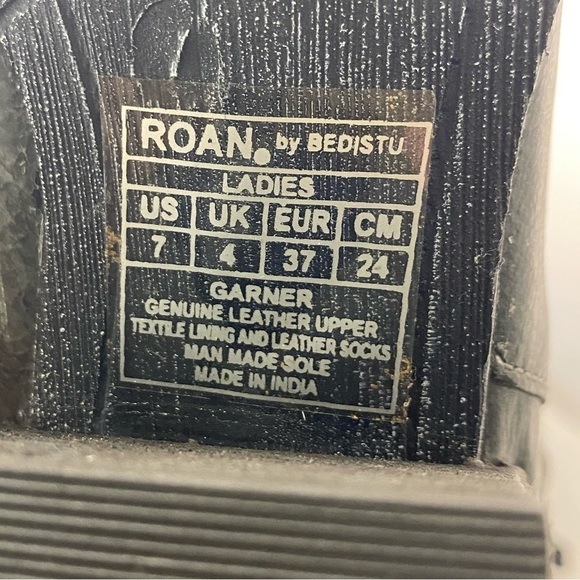 ROAN. by BEDISTU
LADIES
US UK EUR CM
7 4 37 24
GARNER
GENUINE LEATHER UPPER
TEXTILE LINING AND LEATHER SOCKS
MAN MADE SOLE
MADE IN INDIA